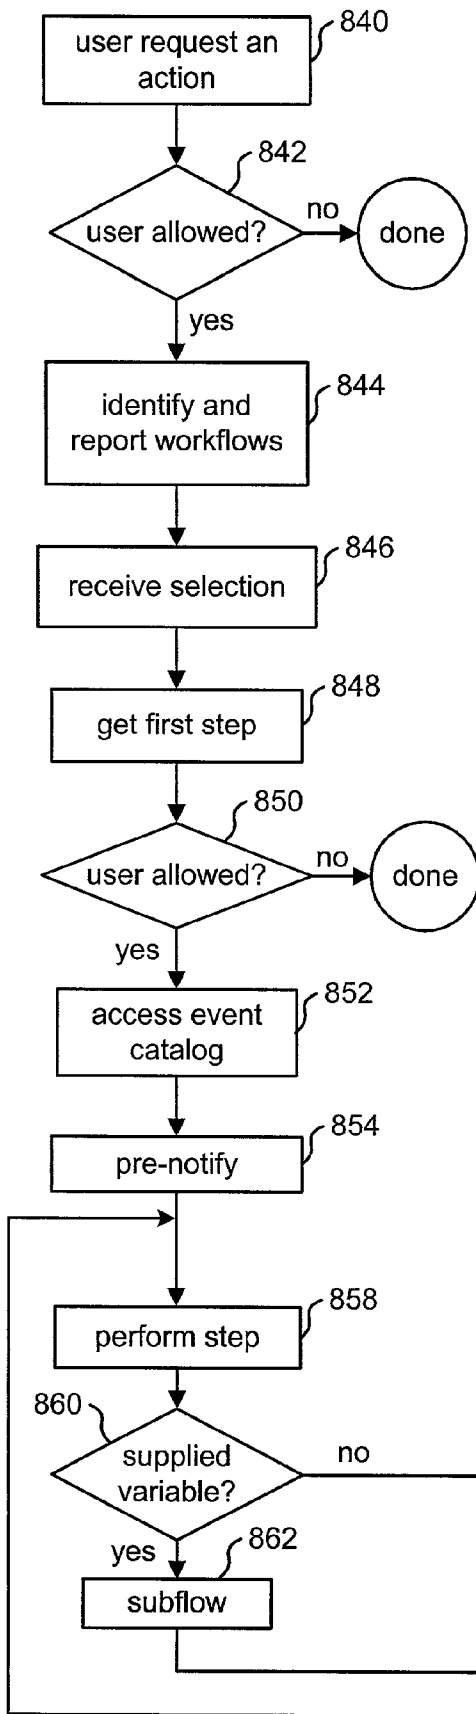 user request an
action
840
842
user allowed?
no
done
yes
identify and
report workflows
844
receive selection
846
get first step
848
850
user allowed?
no
done
yes
access event
catalog
852
pre-notify
854
perform step
858
860
supplied
variable?
no
yes
862
subflow